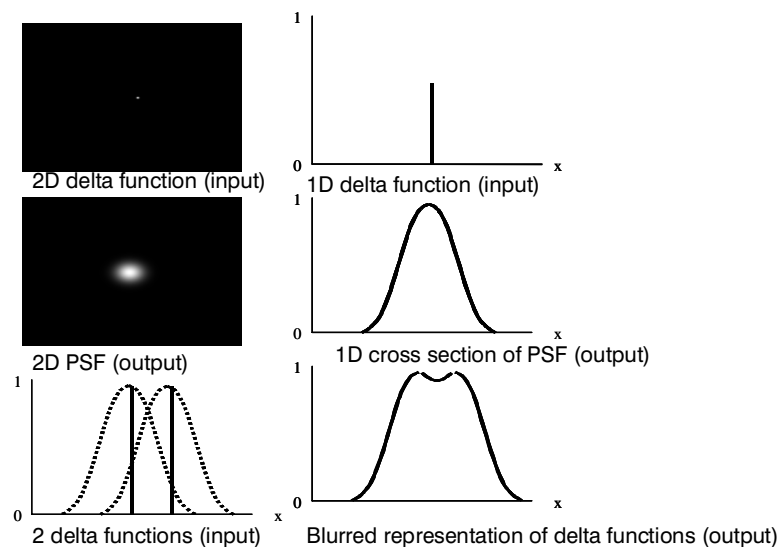 1
0
x
2D delta function (input)
1D delta function (input)
1
0
x
2D PSF (output)
1D cross section of PSF (output)
1
0
x
1
0
x
2 delta functions (input)
Blurred representation of delta functions (output)